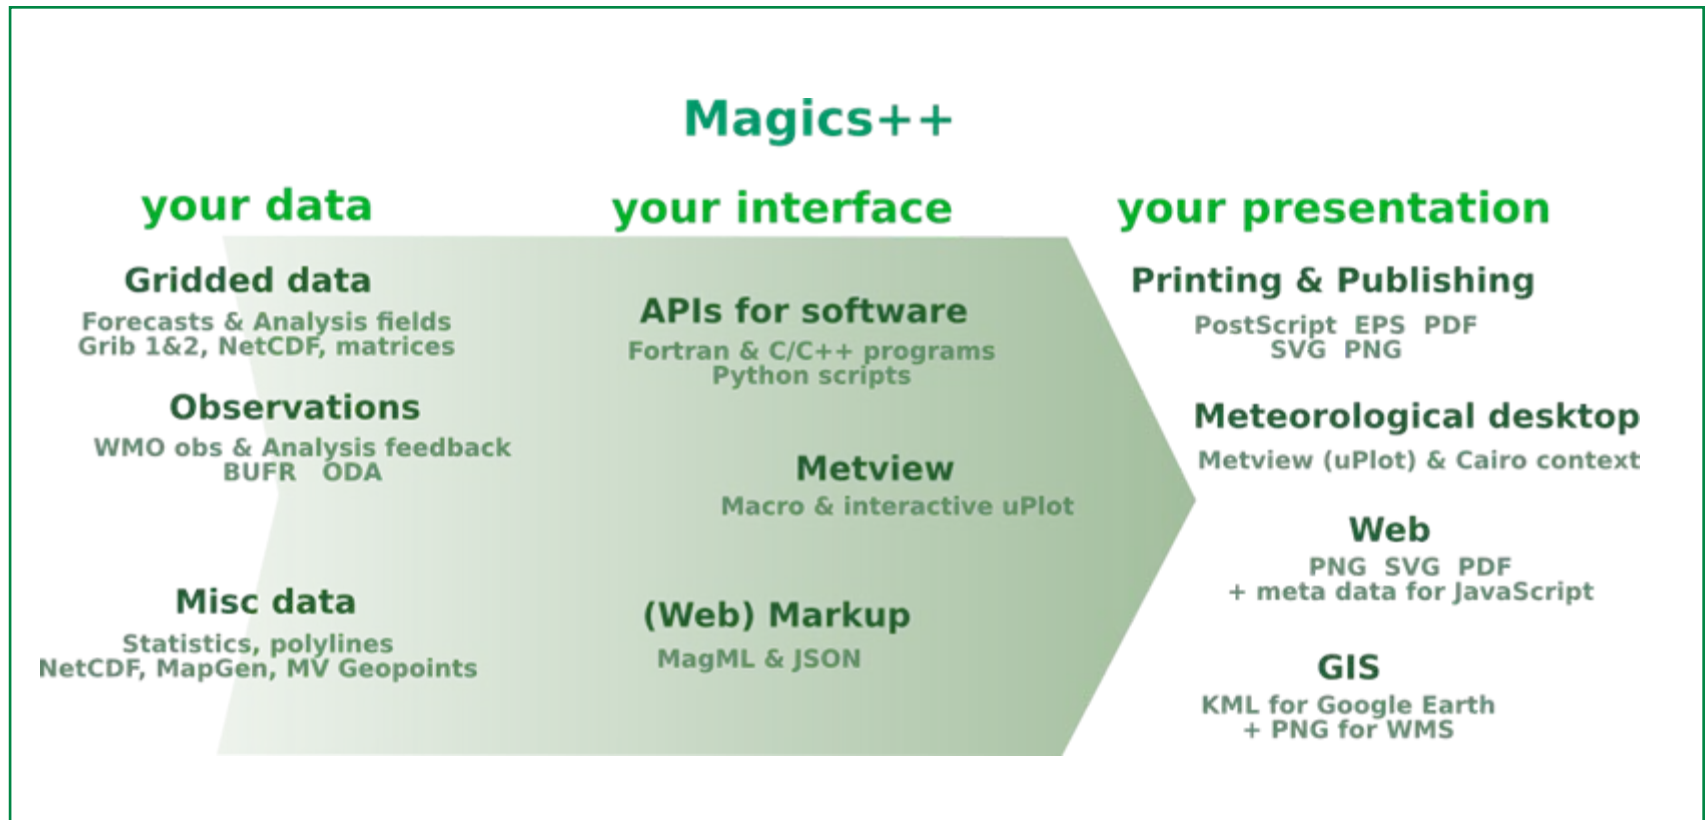 Magics++
your data
Gridded data
Forecasts & Analysis fields
Grib 1&2, NetCDF, matrices
Observations
WMO obs & Analysis feedback
BUFR ODA
Misc data
Statistics, polylines
NetCDF, MapGen, MV Geopoints
your interface
APIs for software
Fortran & C/C++ programs
Python scripts
Metview
Macro & interactive uPlot
(Web) Markup
MagML & JSON
your presentation
Printing & Publishing
PostScript EPS PDF
SVG PNG
Meteorological desktop
Metview (uPlot) & Cairo context
Web
PNG SVG PDF
+ meta data for JavaScript
GIS
KML for Google Earth
+ PNG for WMS